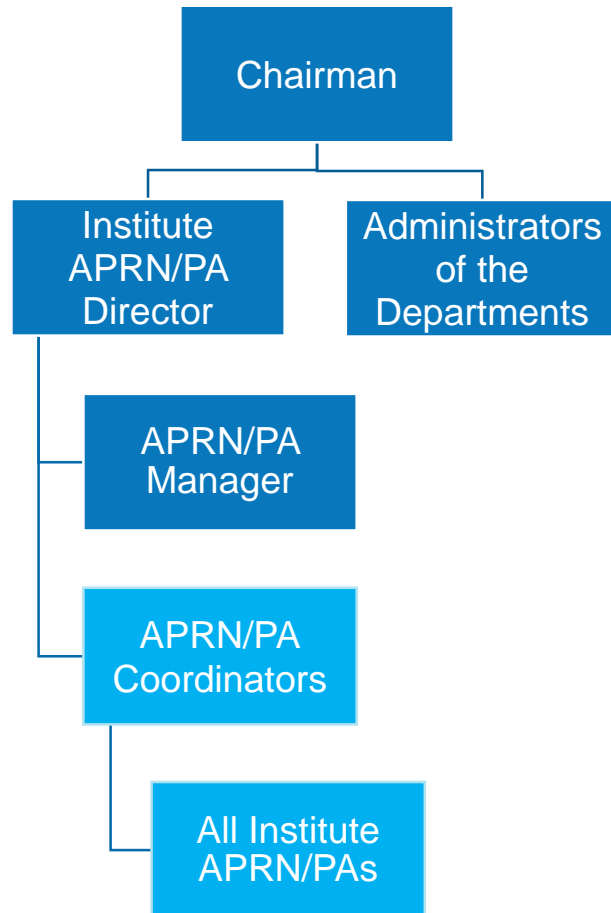 Chairman
Institute
APRN/PA
Director
Administrators
of the
Departments
APRN/PA
Manager
APRN/PA
Coordinators
All Institute
APRN/PAs